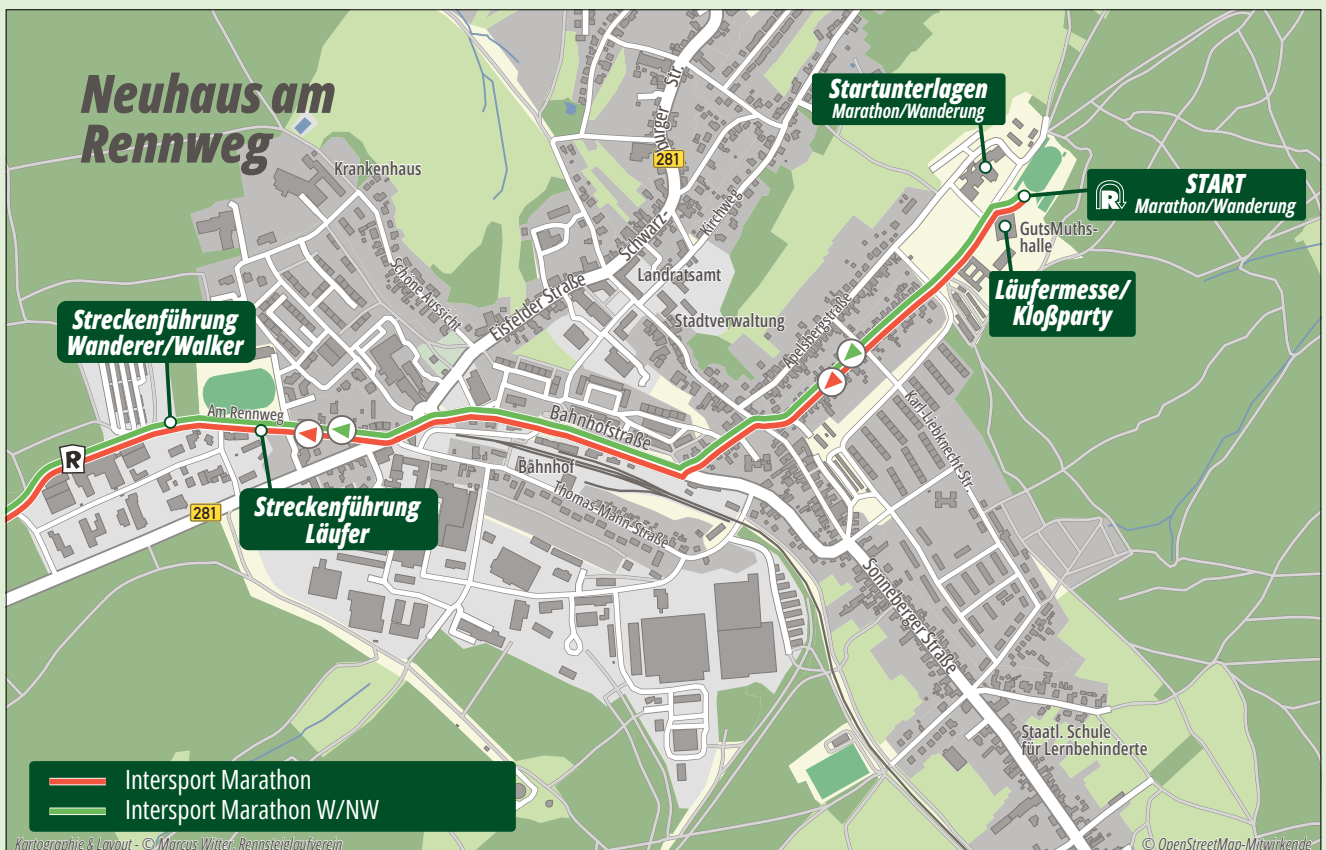 Neuhaus am
Rennweg
Krankenhaus
Schöne Aussicht
Eisfelder Straße
Schwarz-
burger Str.
281
Kirchweg
Landratsamt
Stadtverwaltung
Apelsbergstraße
Startunterlagen
Marathon/Wanderung
R
START
Marathon/Wanderung
GutsMuths-
halle
Läufermesse/
Kloßparty
Streckenführung
Wanderer/Walker
Am Rennweg
R
281
Streckenführung
Läufer
Bahnhofstraße
Bahnhof
Thomas-Mann-Straße
Karl-Liebknecht-Str.
Sonneberger Straße
Staatl. Schule
für Lernbehinderte
Intersport Marathon
Intersport Marathon W/NW
Kartographie & Layout - © Marcus Witter, Rennsteiglaufverein
© OpenStreetMap-Mitwirkende